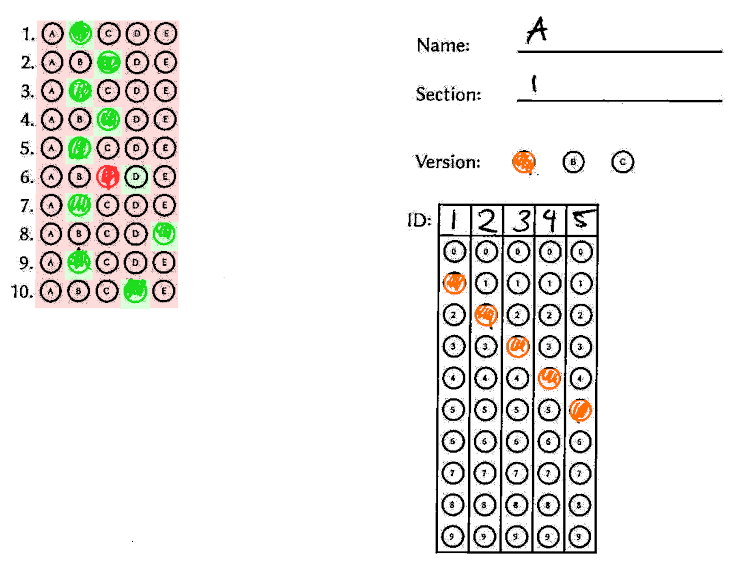 1. A C D E
2. A B D E
3. A C D E
4. A B D E
5. A C D E
6. A B D E
7. A C D E
8. A B C D
9. A C D E
10. A B C E
Name: A
Section: 1
Version: B C
ID: 1 2 3 4 5
0 0 0 0 0
1 1 1 1
2 2 2 2
3 3 3 3
4 4 4 4
5 5 5 5
6 6 6 6 6
7 7 7 7 7
8 8 8 8 8
9 9 9 9 9